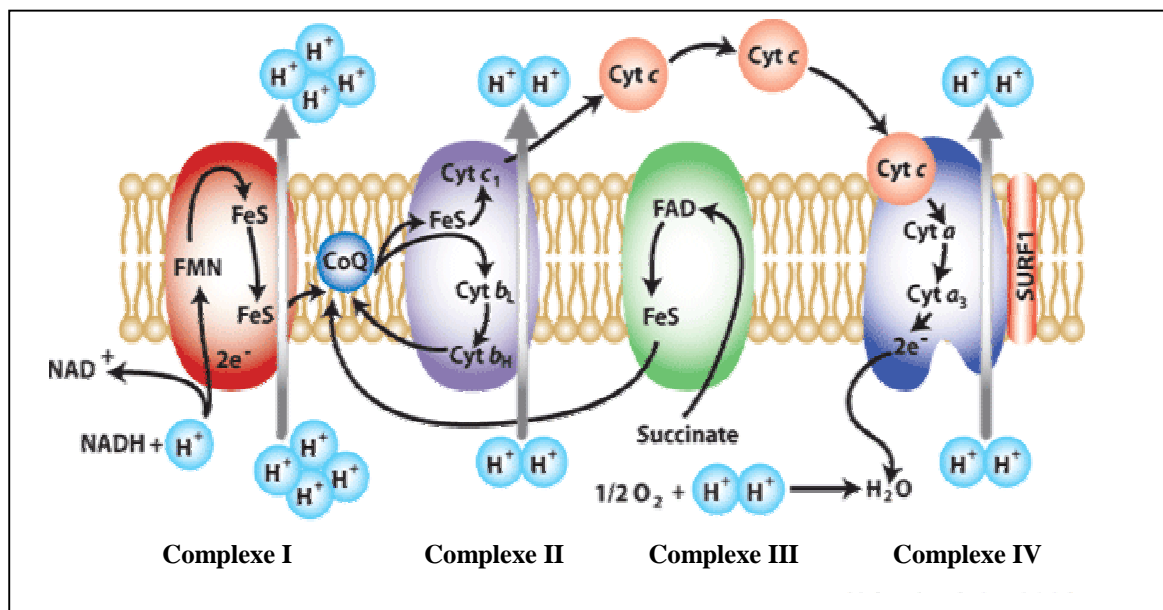 H+ H+ H+ H+
H+ H+
Cyt c
Cyt c
H+ H+
Cyt c1
Cyt c
FeS
FeS
FAD
CoQ
Cyt a
FMN
SURF1
Cyt bL
Cyt a3
FeS
FeS
2e-
Cyt bH
2e-
NAD+
NADH + H+
H+ H+ H+ H+
H+ H+
Succinate
H+ H+
1/2 O2 + H+ H+
H2O
Complexe I
Complexe II
Complexe III
Complexe IV